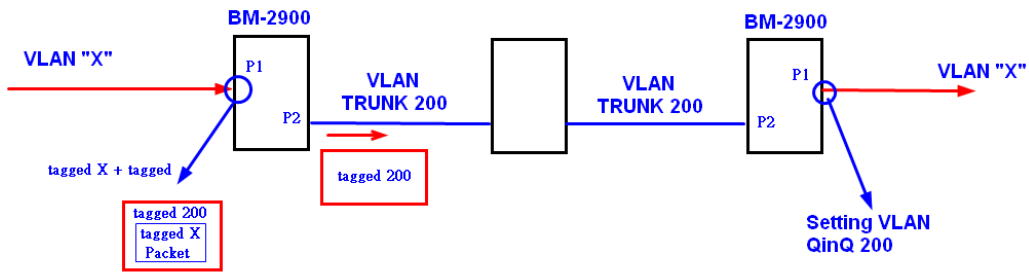 BM-2900
BM-2900
VLAN "X"
P1
P2
VLAN
TRUNK 200
VLAN
TRUNK 200
P1
P2
VLAN "X"
tagged X + tagged
tagged 200
tagged 200
tagged X
Packet
Setting VLAN
QinQ 200